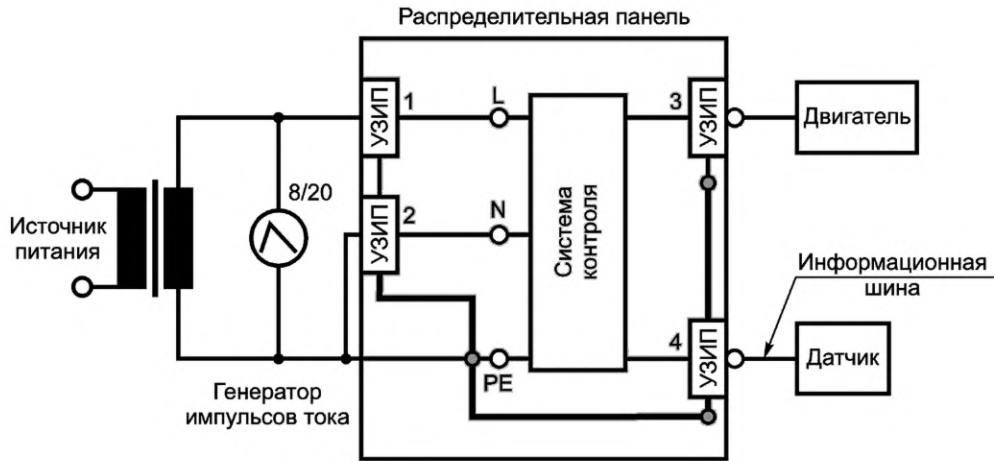 Распределительная панель
УЗИП
1
L
3
УЗИП
Двигатель
8/20
Источник
питания
УЗИП
2
N
Система
контроля
Информационная
шина
4
УЗИП
Датчик
PE
Генератор
импульсов тока